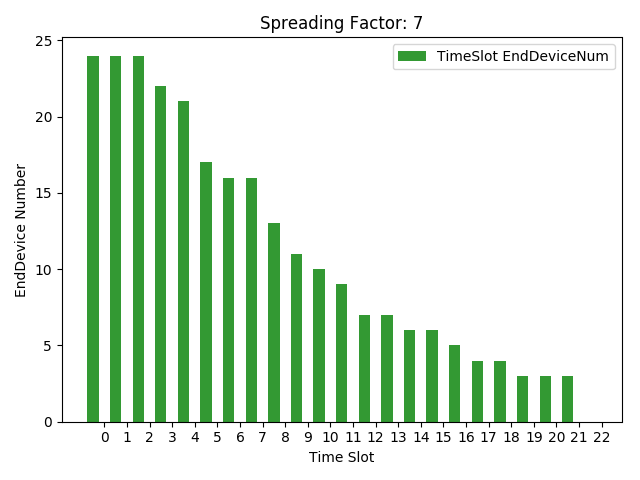 Spreading Factor: 7
TimeSlot EndDeviceNum
EndDevice Number
25
20
15
10
5
0
0 1 2 3 4 5 6 7 8 9 10 11 12 13 14 15 16 17 18 19 20 21 22
Time Slot